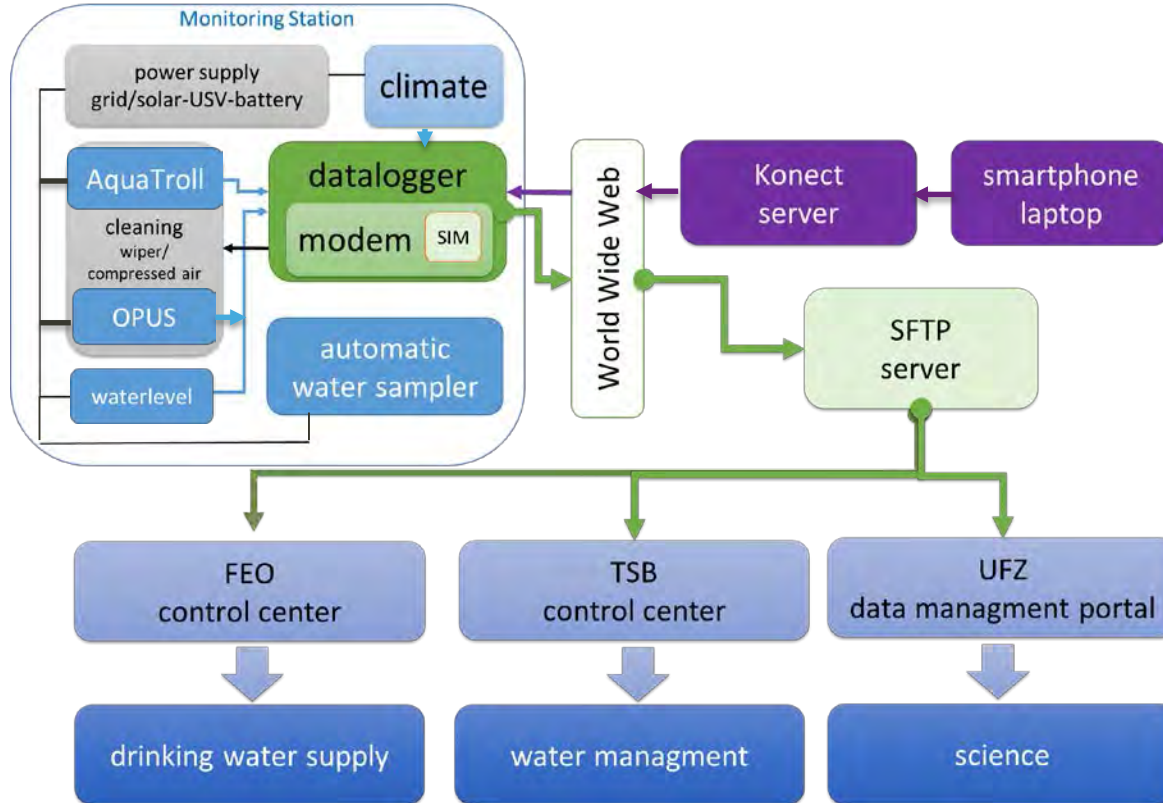 Monitoring Station
power supply
grid/solar-USV-battery
climate
AquaTroll
cleaning
wiper/
compressed air
OPUS
waterlevel
datalogger
modem
SIM
automatic
water sampler
World Wide Web
Konect
server
smartphone
laptop
SFTP
server
FEO
control center
TSB
control center
UFZ
data managment portal
drinking water supply
water managment
science